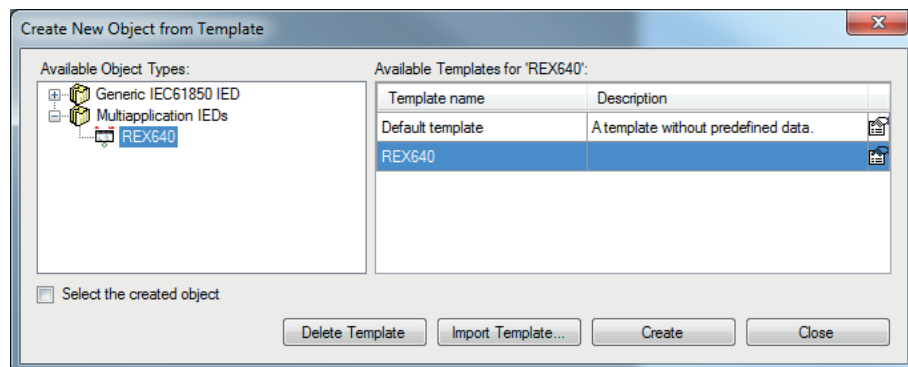 Create New Object from Template
Available Object Types:
Generic IEC61850 IED
Multiapplication IEDs
REX640
Available Templates for 'REX640':
Template name Description
Default template A template without predefined data.
REX640
Select the created object
Delete Template Import Template... Create Close